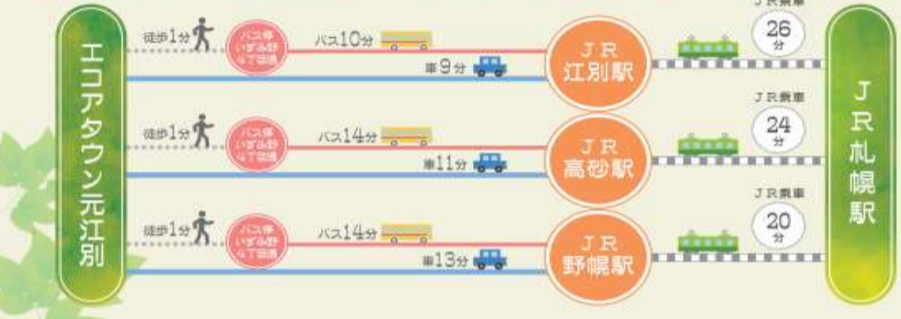 エコアタウン元江別
徒歩1分
バス停
いずみ野
4丁目通
バス10分
車9分
JR
江別駅
JR乗車
26
分
徒歩1分
バス停
いずみ野
4丁目通
バス14分
車11分
JR
高砂駅
JR乗車
24
分
徒歩1分
バス停
いずみ野
4丁目通
バス14分
車13分
JR
野幌駅
JR乗車
20
分
JR札幌駅